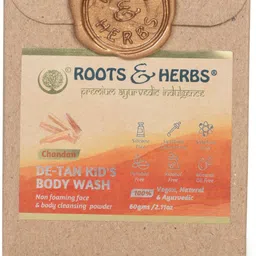 & HERBS
© ROOTS & HERBS®
premium ayurvedic indulgence
Chandan
DE-TAN KID'S
BODY WASH
Non foaming face
& body cleansing powder
100% Vegan, Natural
& Ayurvedic
60gms /2.11oz